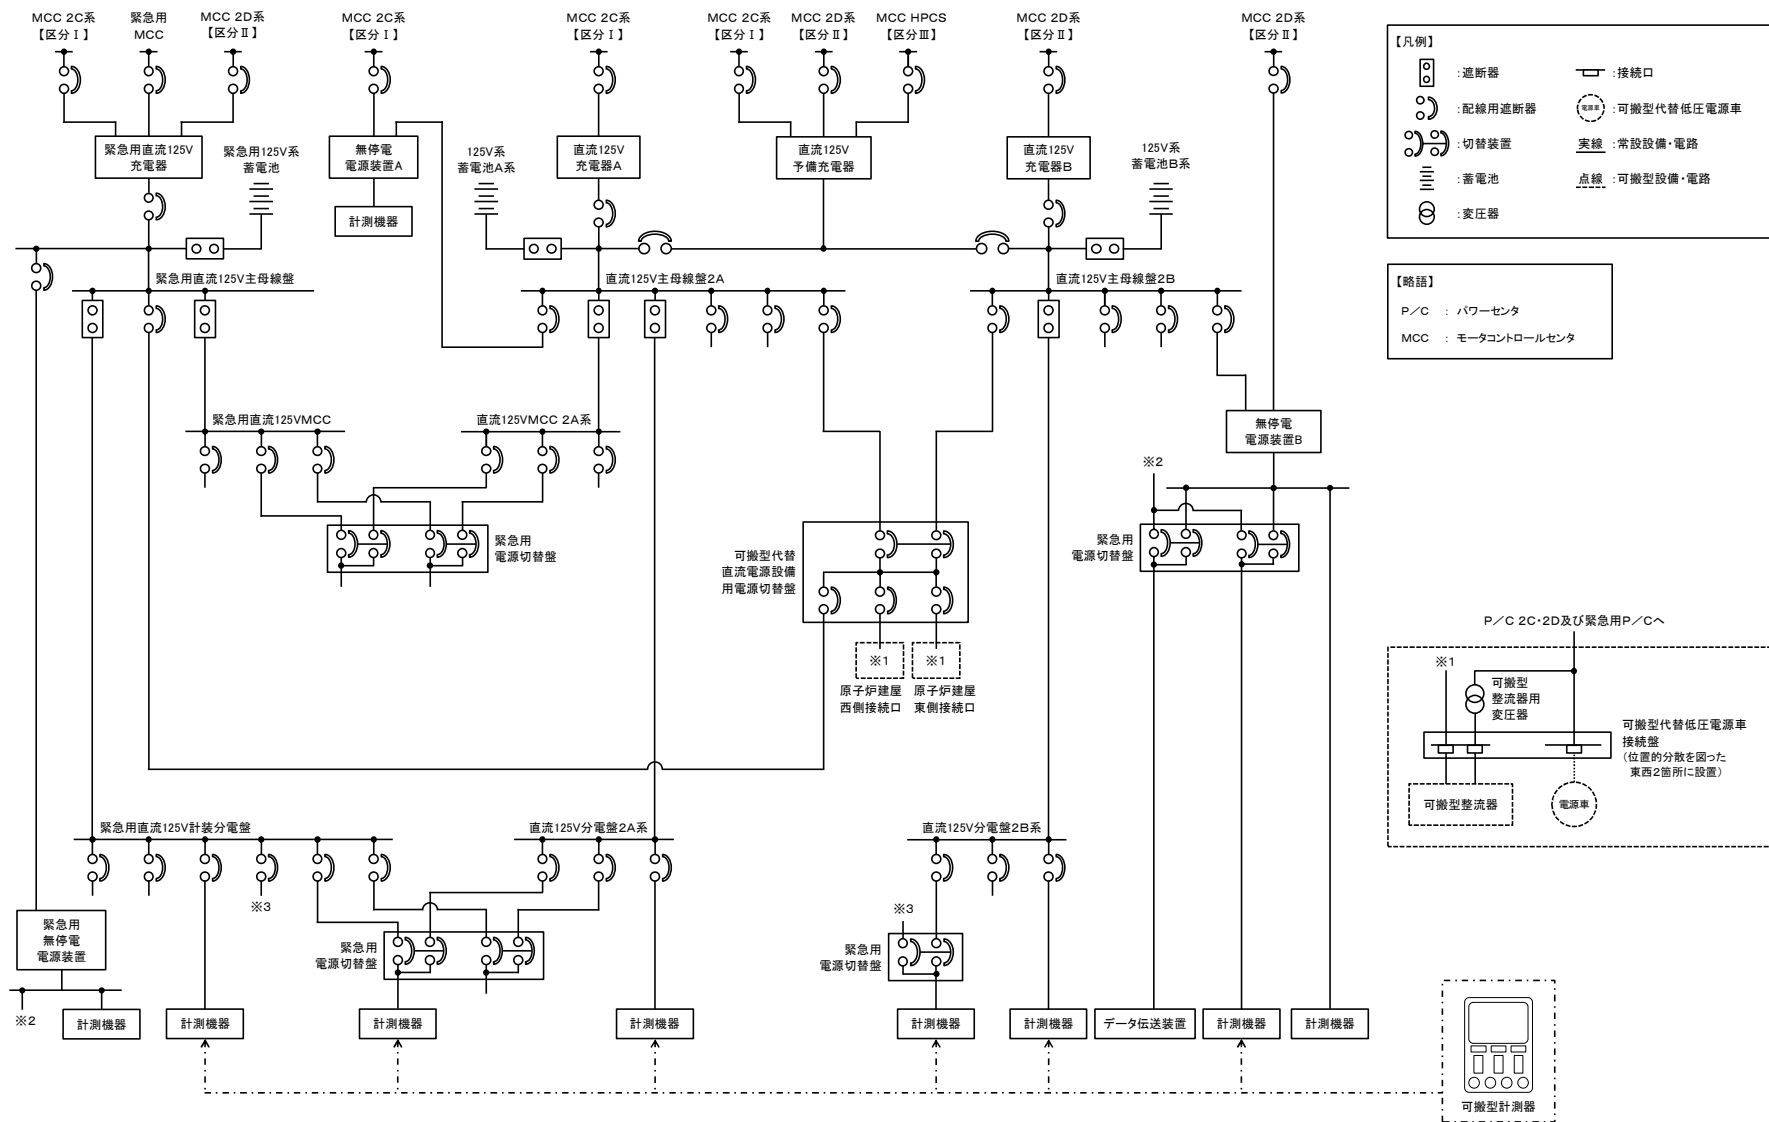 MCC 2C系
【区分Ⅰ】
緊急用
MCC
MCC 2D系
【区分Ⅱ】
MCC 2C系
【区分Ⅰ】
MCC 2C系
【区分Ⅰ】
MCC 2C系
【区分Ⅰ】
MCC 2D系
【区分Ⅱ】
MCC HPCS
【区分Ⅲ】
MCC 2D系
【区分Ⅱ】
MCC 2D系
【区分Ⅱ】
緊急用直流125V
充電器
緊急用125V系
蓄電池
無停電
電源装置A
計測機器
125V系
蓄電池A系
直流125V
充電器A
直流125V
予備充電器
直流125V
充電器B
125V系
蓄電池B系
緊急用直流125V主母線盤
直流125V主母線盤2A
直流125V主母線盤2B
緊急用直流125VMCC
直流125VMCC 2A系
無停電
電源装置B
※2
緊急用
電源切替盤
可搬型代替
直流電源設備
用電源切替盤
緊急用
電源切替盤
※1
※1
原子炉建屋
西側接続口
原子炉建屋
東側接続口
緊急用直流125V計装分電盤
直流125V分電盤2A系
直流125V分電盤2B系
※3
※3
緊急用
無停電
電源装置
緊急用
電源切替盤
緊急用
電源切替盤
※2
計測機器
計測機器
計測機器
計測機器
計測機器
計測機器
データ伝送装置
計測機器
計測機器
【凡例】
:遮断器
:配線用遮断器
:切替装置
:蓄電池
:変圧器
:接続口
電源車
:可搬型代替低圧電源車
実線 :常設設備・電路
点線 :可搬型設備・電路
【略語】
P/C : パワーセンタ
MCC : モータコントロールセンタ
P/C 2C・2D及び緊急用P/Cへ
※1
可搬型
整流器用
変圧器
可搬型代替低圧電源車
接続盤
(位置的分散を図った
東西2箇所に設置)
可搬型整流器
電源車
可搬型計測器